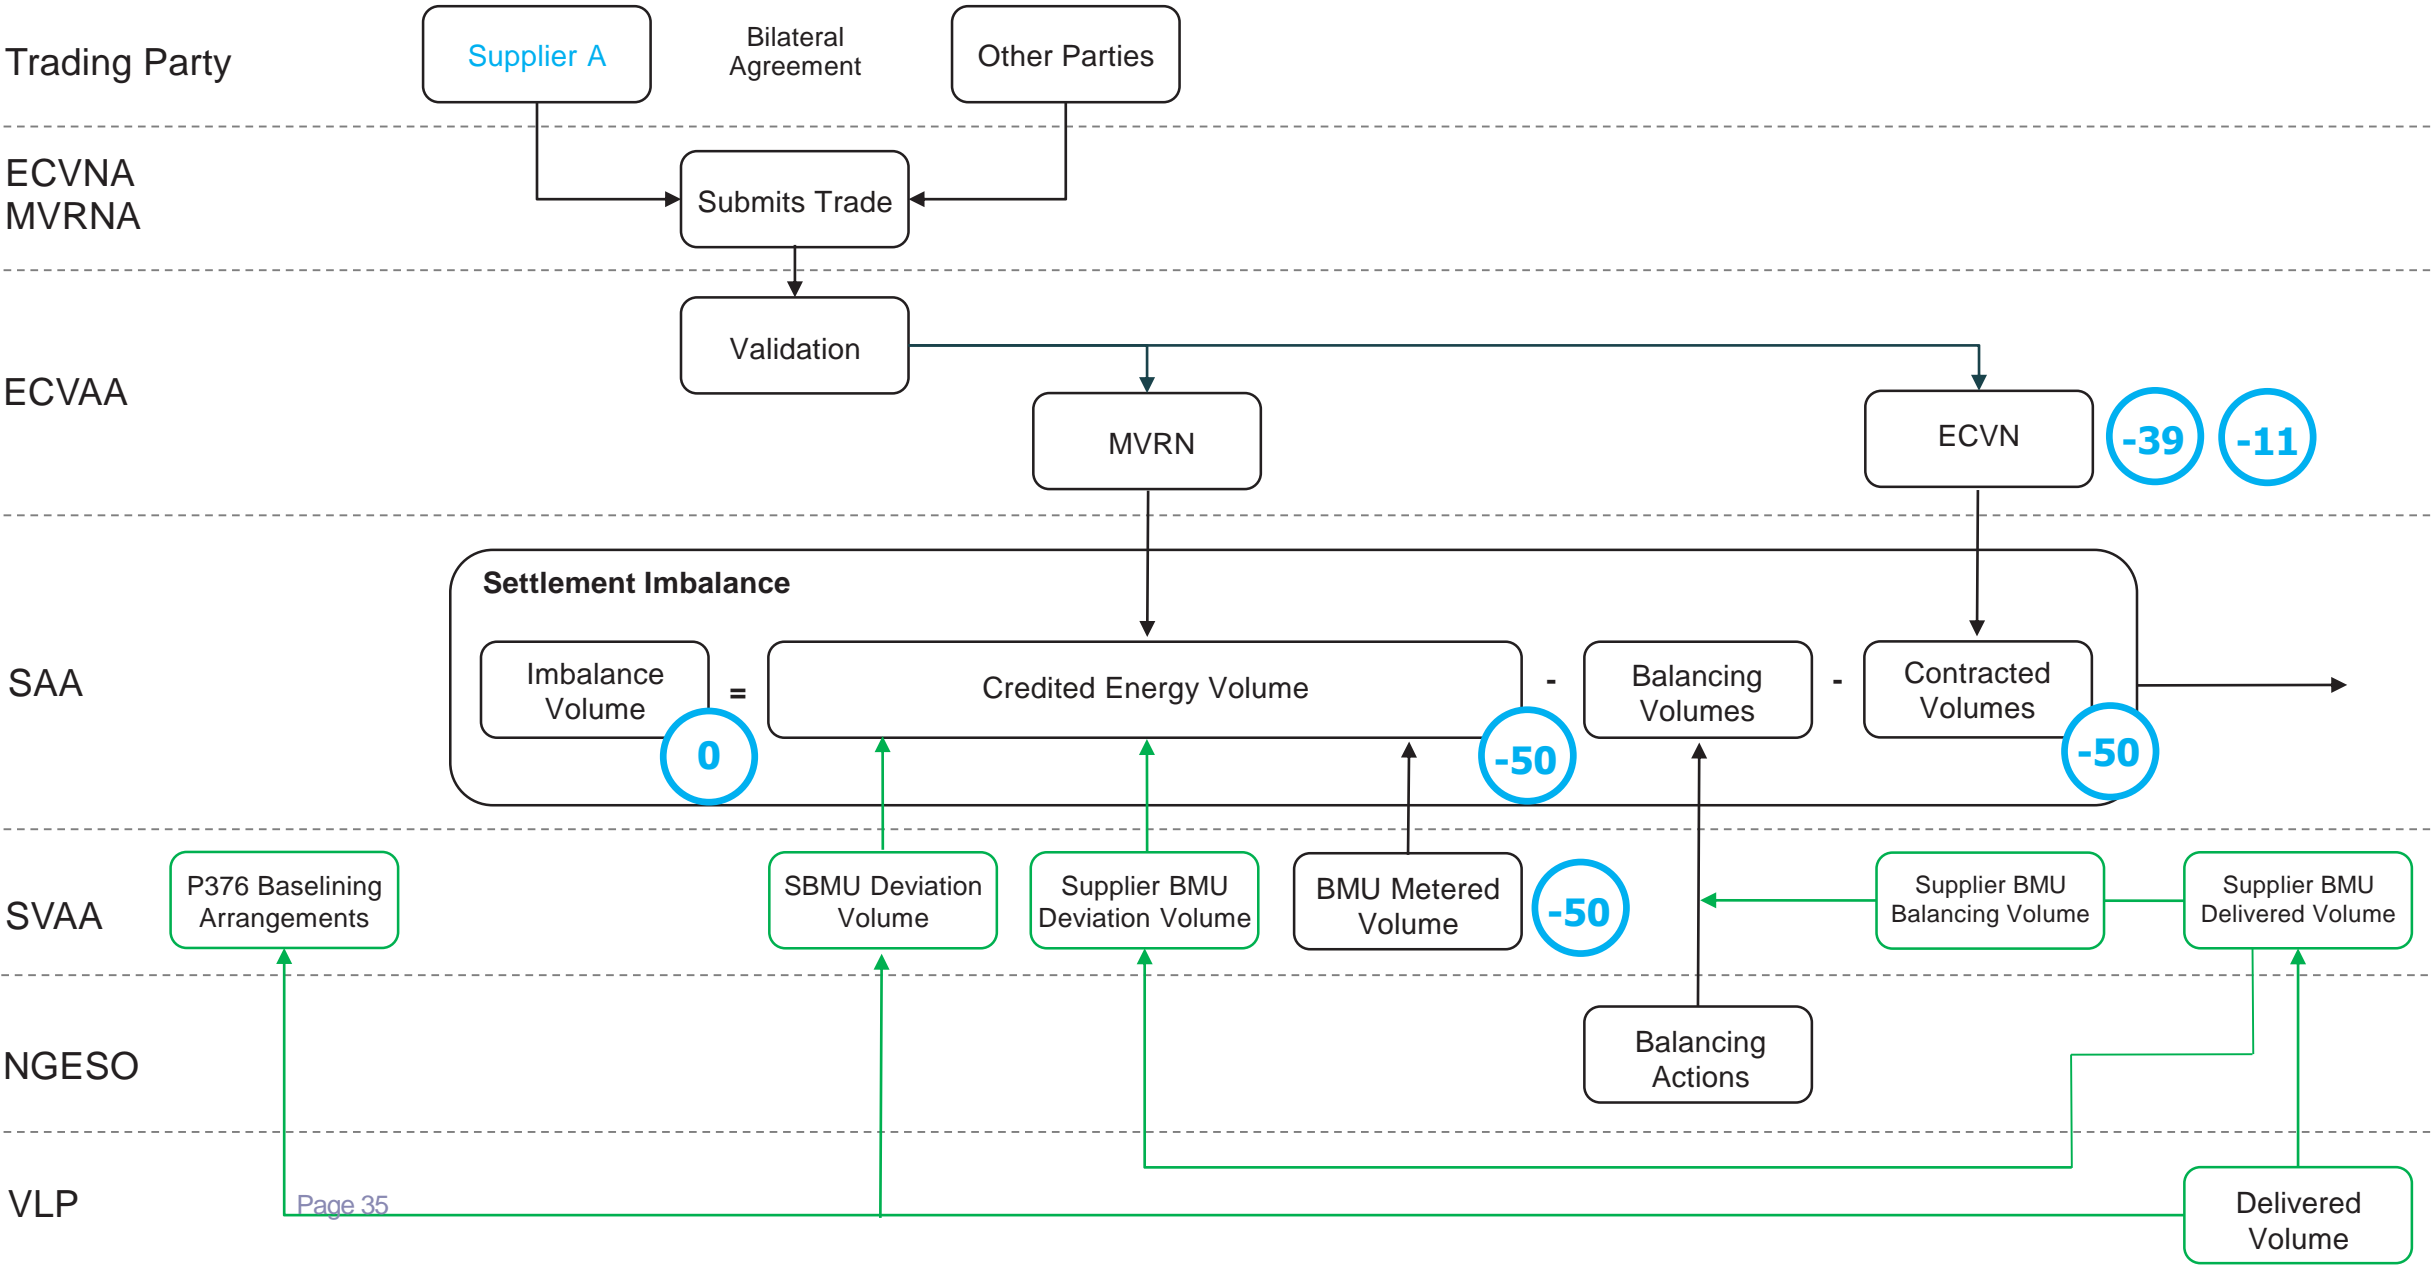 Trading Party
Supplier A
Bilateral
Agreement
Other Parties
ECVNA
MVRNA
Submits Trade
ECVAA
Validation
MVRN
ECVN
-39
-11
SAA
Settlement Imbalance
Imbalance
Volume
0
=
Credited Energy Volume
-50
-
Balancing
Volumes
-
Contracted
Volumes
-50
SVAA
P376 Baselining
Arrangements
SBMU Deviation
Volume
Supplier BMU
Deviation Volume
BMU Metered
Volume
-50
Supplier BMU
Balancing Volume
Supplier BMU
Delivered Volume
NGESO
Balancing
Actions
VLP
Page 35
Delivered
Volume